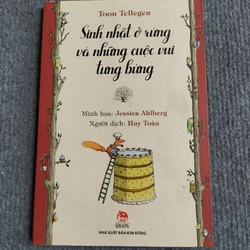 Toon Tellegen
Sinh nhật ở rừng
và những cuộc vui
tưng bừng
Minh họa: Jessica Ahlberg
Người dịch: Huy Toàn
NHÀ XUẤT BẢN KIM ĐỒNG